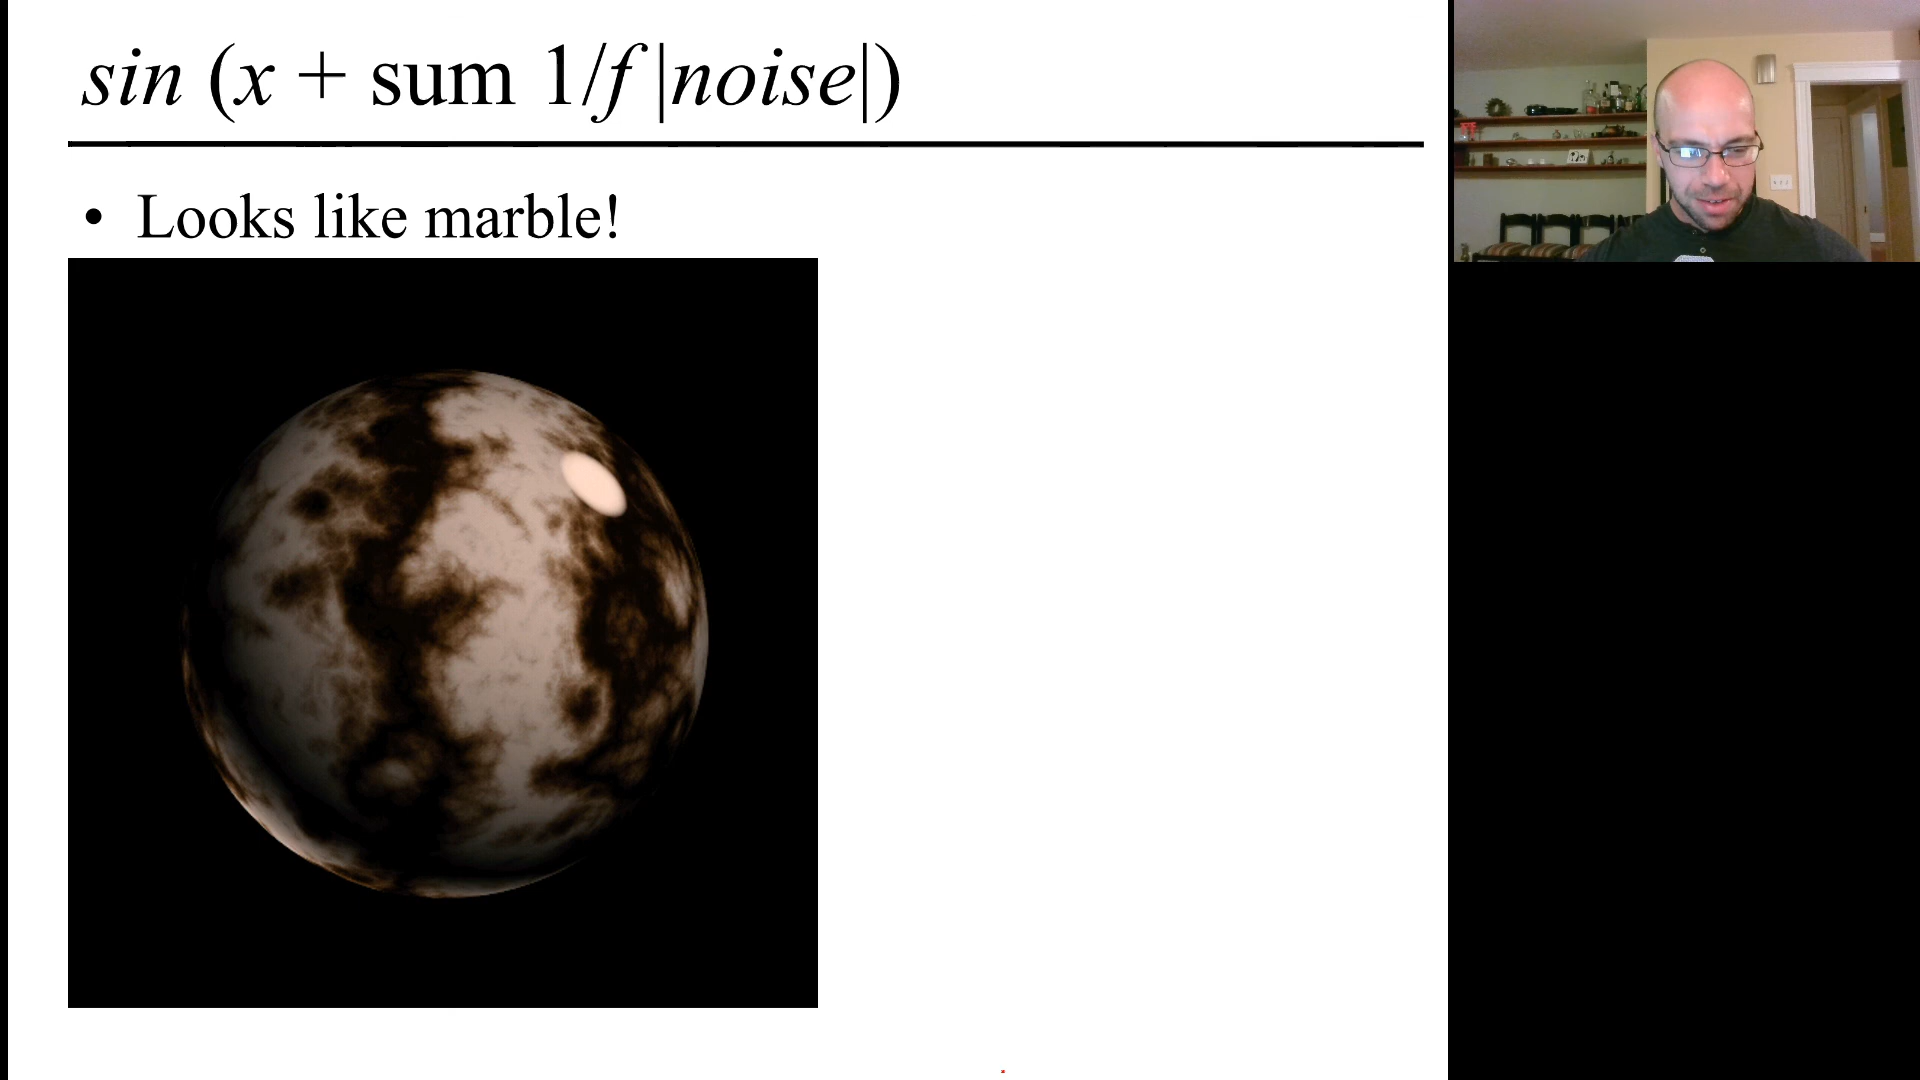 sin (x + sum 1/f |noise|)
• Looks like marble!